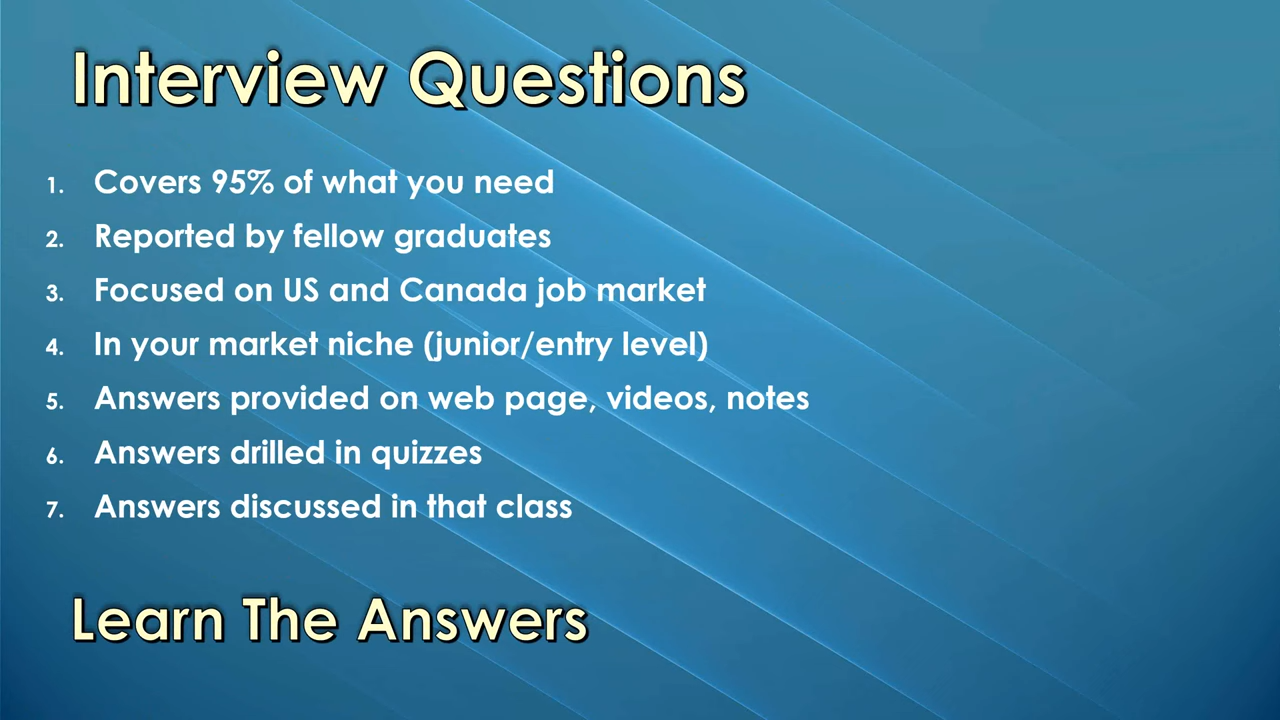 Interview Questions
1. Covers 95% of what you need
2. Reported by fellow graduates
3. Focused on US and Canada job market
4. In your market niche (junior/entry level)
5. Answers provided on web page, videos, notes
6. Answers drilled in quizzes
7. Answers discussed in that class
Learn The Answers